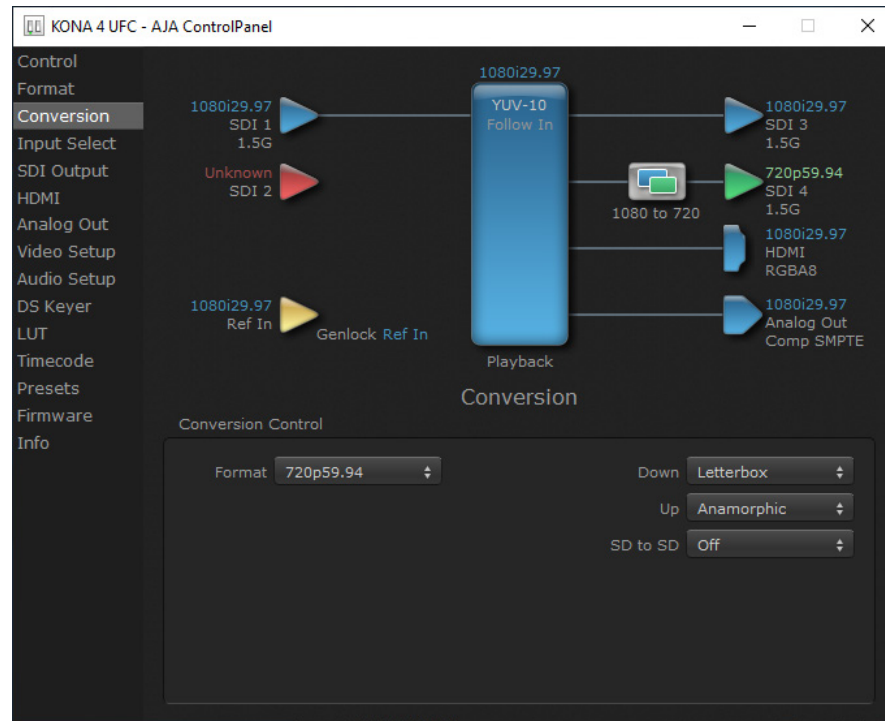 KONA 4 UFC - AJA ControlPanel
Control
Format
Conversion
Input Select
SDI Output
HDMI
Analog Out
Video Setup
Audio Setup
DS Keyer
LUT
Timecode
Presets
Firmware
Info
1080i29.97
SDI 1
1.5G
Unknown
SDI 2
1080i29.97
Ref In
Genlock Ref In
1080i29.97
YUV-10
Follow In
Playback
1080 to 720
1080i29.97
SDI 3
1.5G
720p59.94
SDI 4
1.5G
1080i29.97
HDMI
RGBA8
1080i29.97
Analog Out
Comp SMPTE
Conversion
Conversion Control
Format 720p59.94
Down Letterbox
Up Anamorphic
SD to SD Off